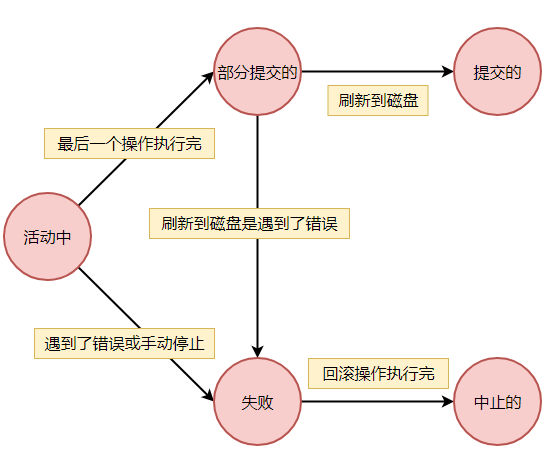 部分提交的
提交的
刷新到磁盘
最后一个操作执行完
刷新到磁盘是遇到了错误
活动中
遇到了错误或手动停止
回滚操作执行完
失败
中止的